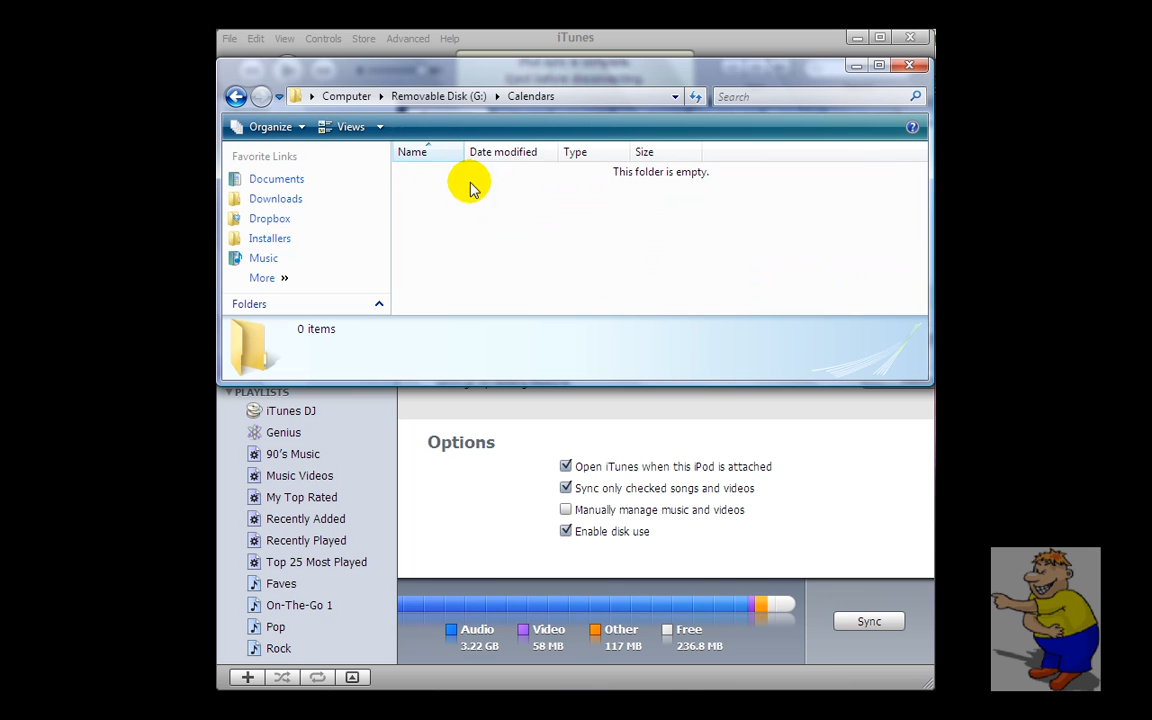 File Edit View Controls Store Advanced Help iTunes
Computer Removable Disk (G:) Calendars Search
Organize Views
Favorite Links
Documents
Downloads
Dropbox
Installers
Music
More »
Folders
Name Date modified Type Size
This folder is empty.
0 items
PLAYLISTS
iTunes DJ
Genius
90's Music
Music Videos
My Top Rated
Recently Added
Recently Played
Top 25 Most Played
Faves
On-The-Go 1
Pop
Rock
Options
Open iTunes when this iPod is attached
Sync only checked songs and videos
Manually manage music and videos
Enable disk use
Audio Video Other Free
3.22 GB 58 MB 117 MB 236.8 MB
Sync